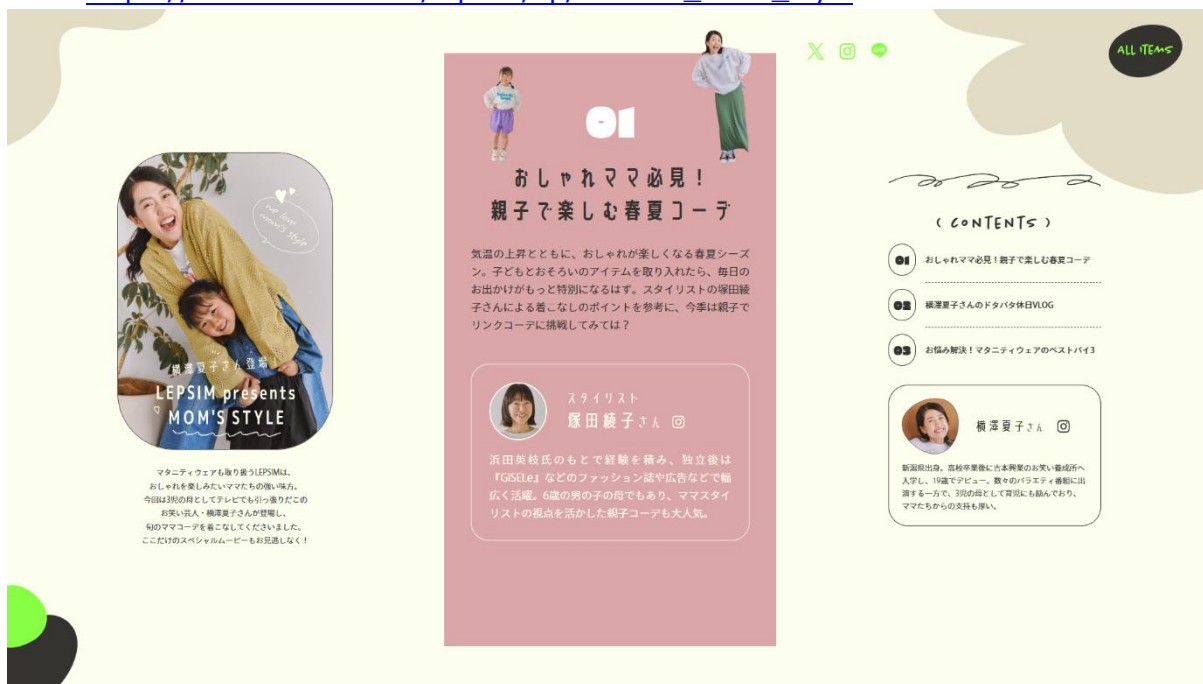 ALL ITEMS
our love
mom's style
横澤夏子さん登場!
LEPSIM presents
MOM'S STYLE
マタニティウェアも取り扱うLEPSIMは、
おしゃれを楽しみたいママたちの強い味方。
今回は3児の母としてテレビでも引っ張りだこの
お笑い芸人・横澤夏子さんが登場し、
旬のママコーデを着こなしてくださいました。
ここだけのスペシャルムービーもお見逃しなく!
01
おしゃれママ必見!
親子で楽しむ春夏コーデ
気温の上昇とともに、おしゃれが楽しくなる春夏シーズ
ン。子どもとおそろいのアイテムを取り入れたら、毎日の
お出かけがもっと特別になるはず。スタイリストの塚田綾
子さんによる着こなしのポイントを参考に、今季は親子で
リンクコーデに挑戦してみては?
スタイリスト
塚田綾子さん
浜田英枝氏のもとで経験を積み、独立後は
『GISELe』などのファッション誌や広告などで幅
広く活躍。6歳の男の子の母でもあり、ママスタイ
リストの視点を活かした親子コーデも大人気。
( CONTENTS )
01 おしゃれママ必見!親子で楽しむ春夏コーデ
02 横澤夏子さんのドタバタ休日VLOG
03 お悩み解決!マタニティウェアのベストバイ3
横澤夏子さん
新潟県出身。高校卒業後に吉本興業のお笑い養成所へ
入学し、19歳でデビュー。数々のバラエティ番組に出
演する一方で、3児の母として育児にも励んでおり、
ママたちからの支持も厚い。